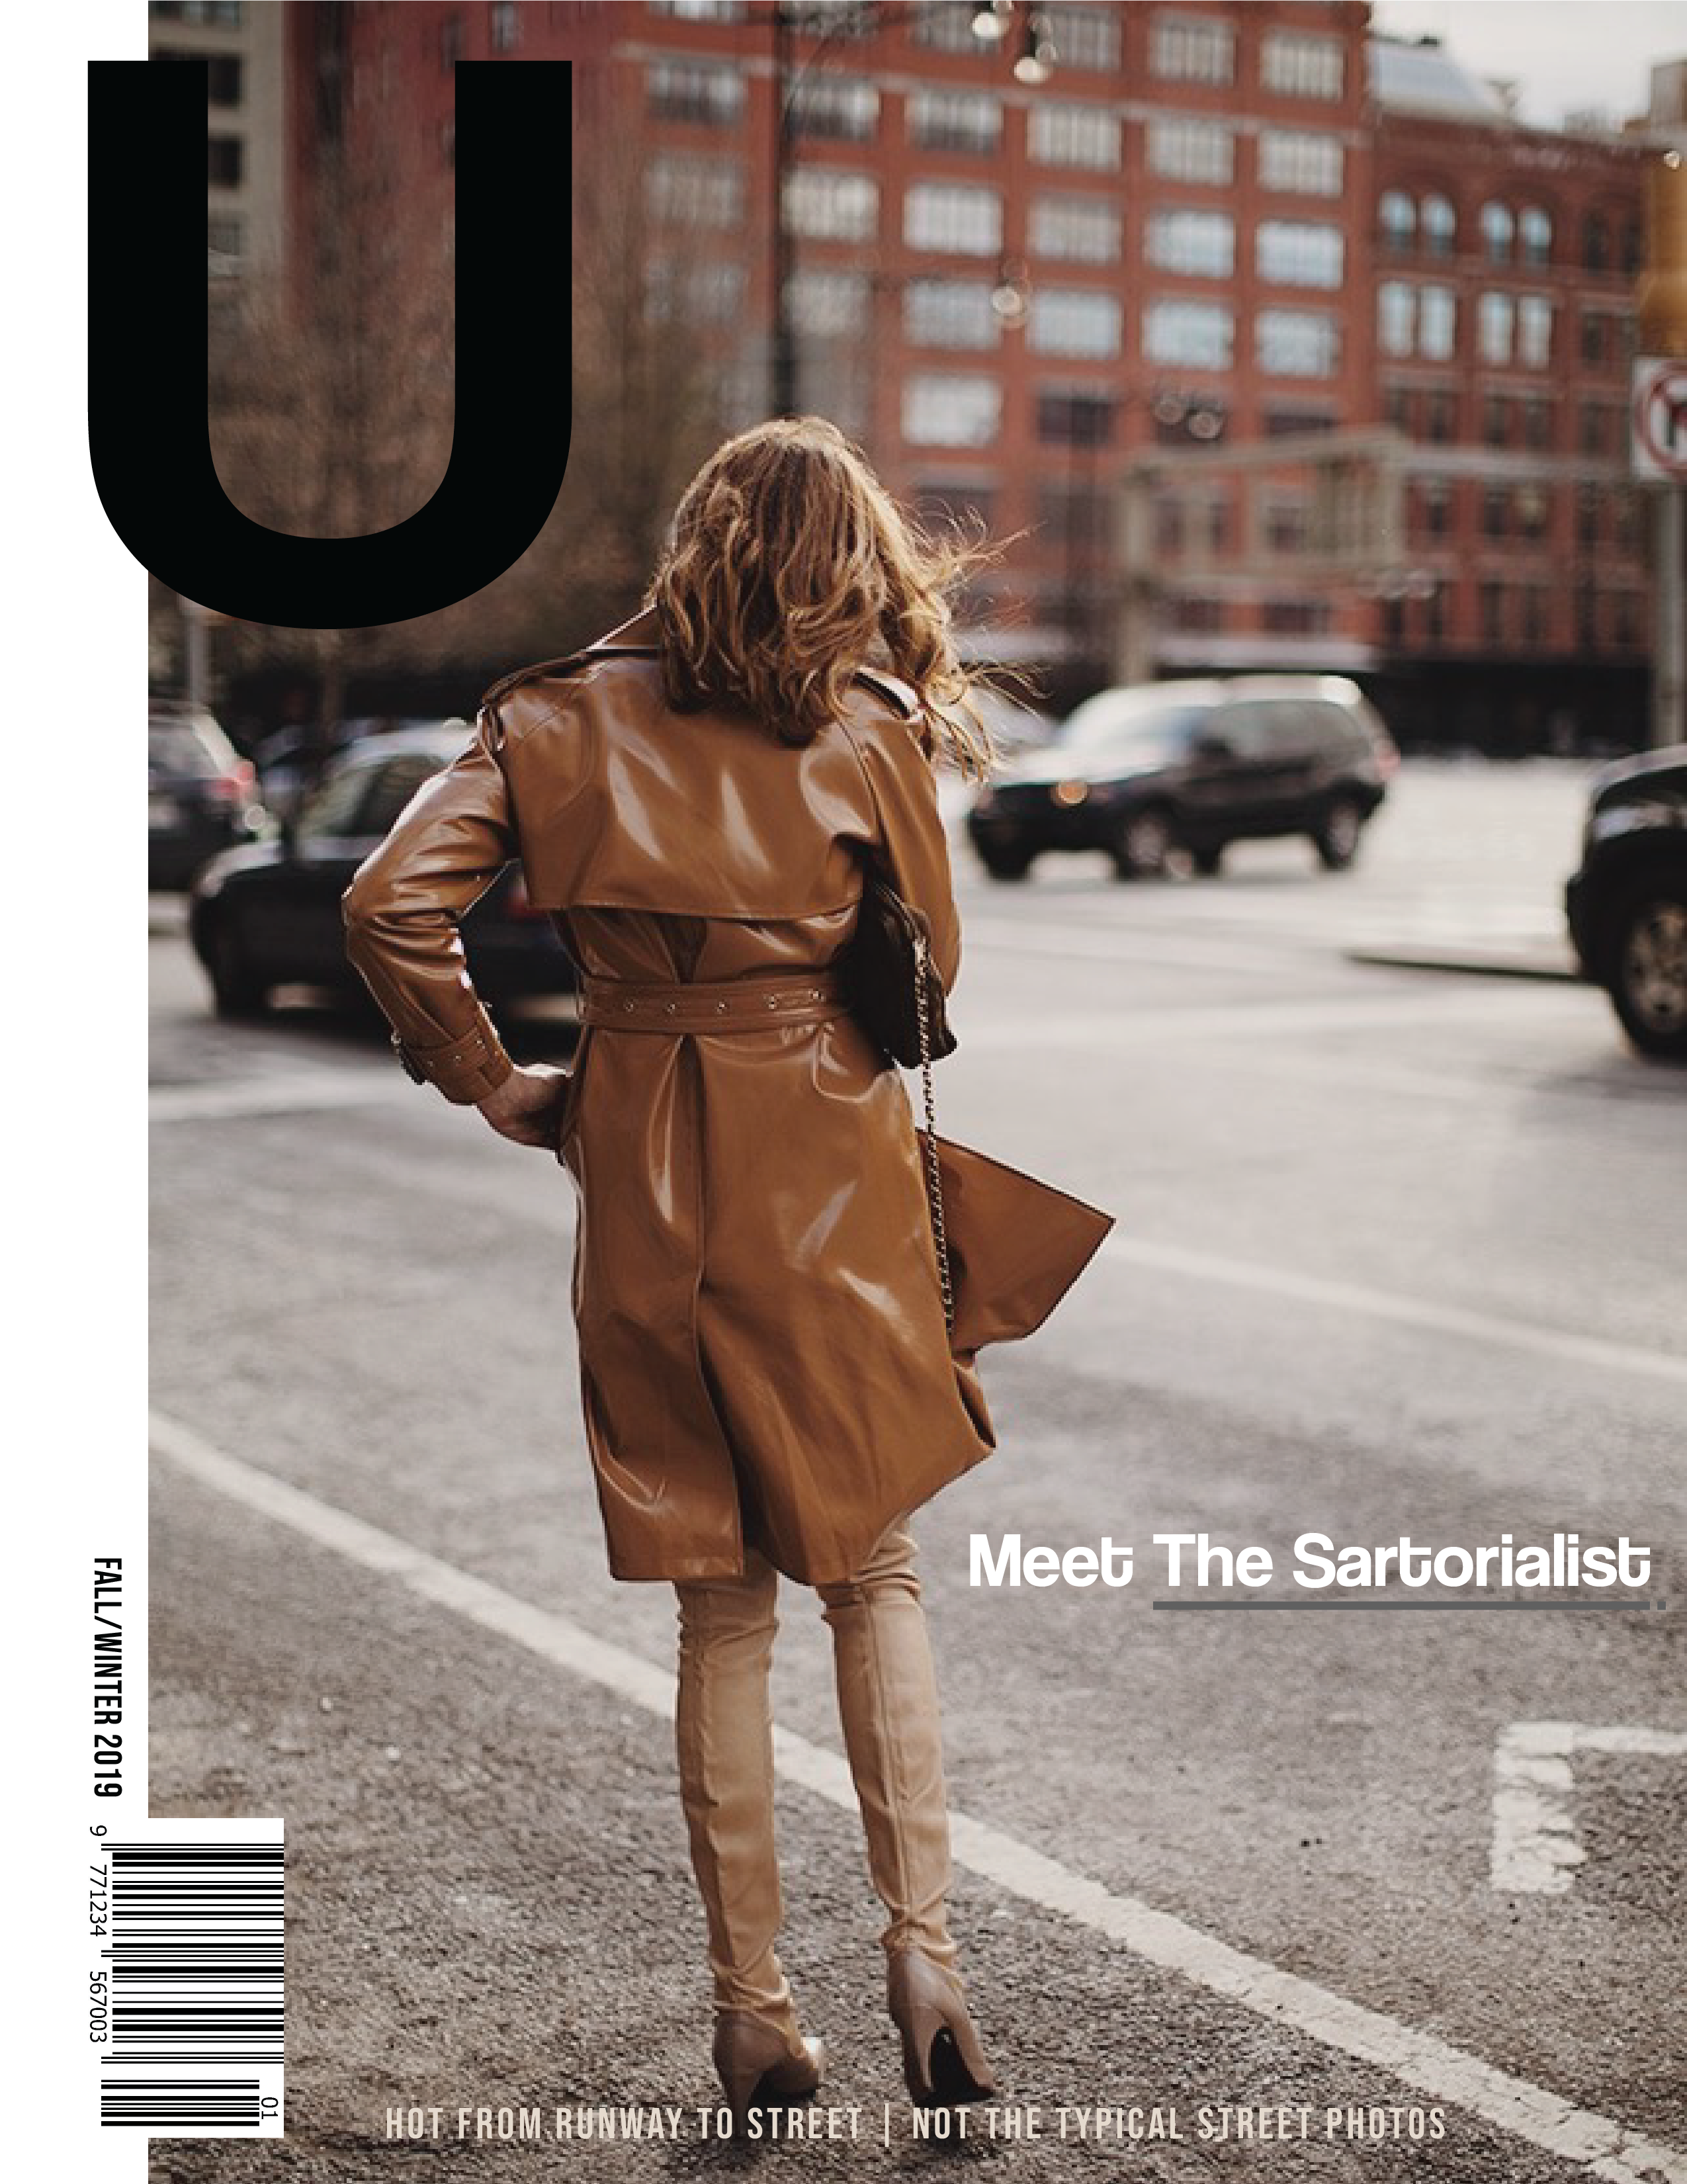 U
Meet The Sartorialist
FALL/WINTER 2019
9 771234 567003
01
HOT FROM RUNWAY TO STREET | NOT THE TYPICAL STREET PHOTOS